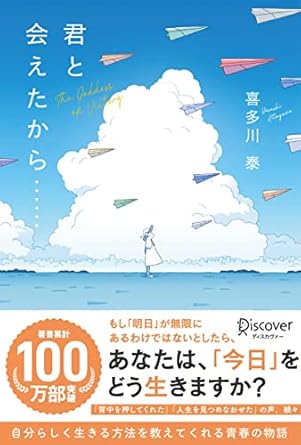 君と
会えたから……
The Goddess
of Victory
喜多川 泰
Yasushi Kitagawa
Discover
ディスカヴァー
著書累計
100
万部突破
もし「明日」が無限に
あるわけではないとしたら、
あなたは、「今日」を
どう生きますか?
「背中を押してくれた」「人生を見つめなおせた」の声、続々
自分らしく生きる方法を教えてくれる青春の物語